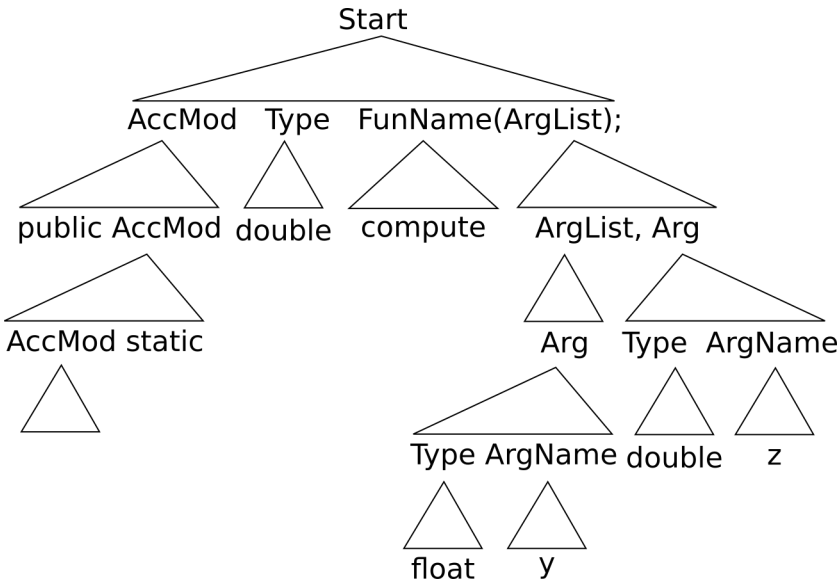 Start
AccMod Type FunName(ArgList);
public AccMod double compute ArgList, Arg
AccMod static Arg Type ArgName
Type ArgName double z
float y